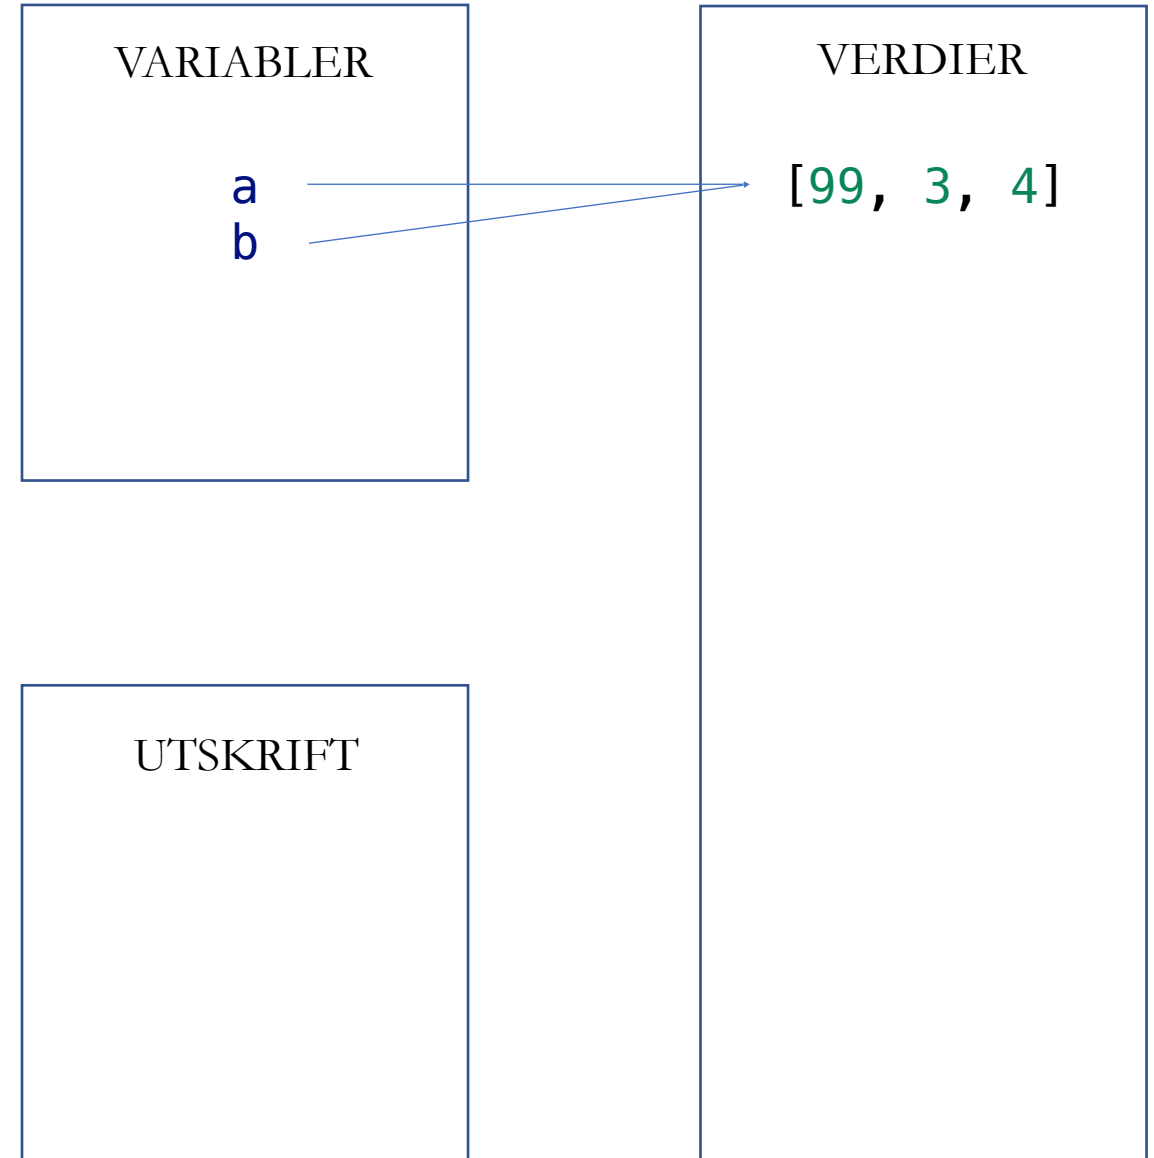 VARIABLER
a
b
VERDIER
[99, 3, 4]
UTSKRIFT